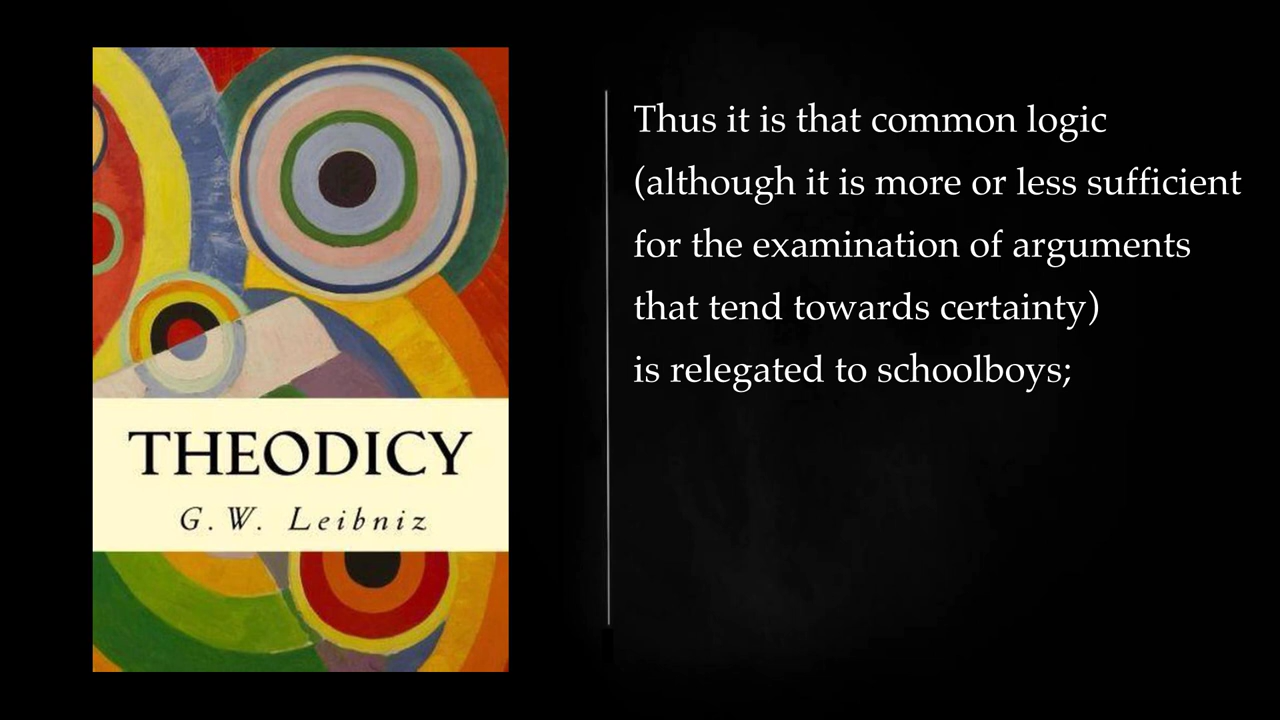 THEODICY
G. W. Leibniz
Thus it is that common logic
(although it is more or less sufficient
for the examination of arguments
that tend towards certainty)
is relegated to schoolboys;